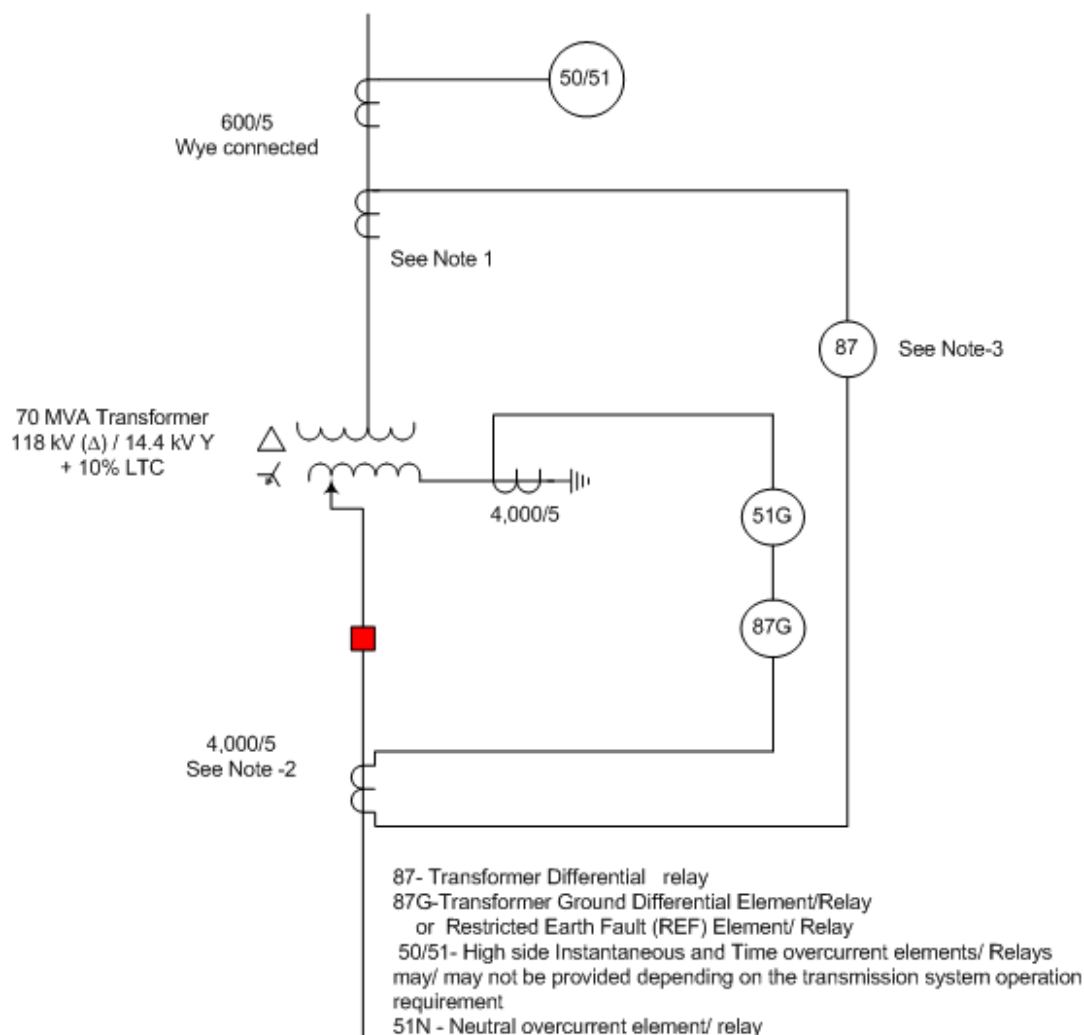 50/51
600/5
Wye connected
See Note 1
87
See Note-3
70 MVA Transformer
118 kV (Δ) / 14.4 kV Y
+ 10% LTC
4,000/5
51G
87G
4,000/5
See Note -2
87- Transformer Differential relay
87G-Transformer Ground Differential Element/Relay
or Restricted Earth Fault (REF) Element/ Relay
50/51- High side Instantaneous and Time overcurrent elements/ Relays
may/ may not be provided depending on the transmission system operation
requirement
51N - Neutral overcurrent element/ relay